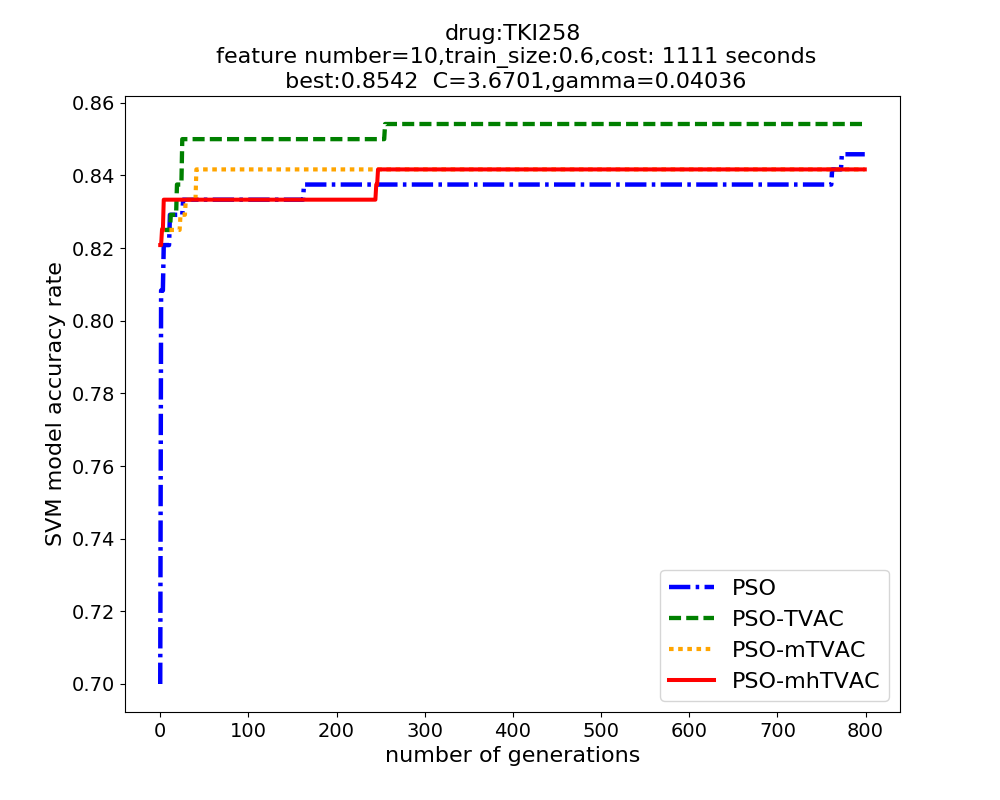 drug:TKI258
feature number=10,train_size:0.6,cost: 1111 seconds
best:0.8542  C=3.6701,gamma=0.04036
0.86
0.84
0.82
0.80
0.78
0.76
0.74
0.72
0.70
SVM model accuracy rate
PSO
PSO-TVAC
PSO-mTVAC
PSO-mhTVAC
0 100 200 300 400 500 600 700 800
number of generations